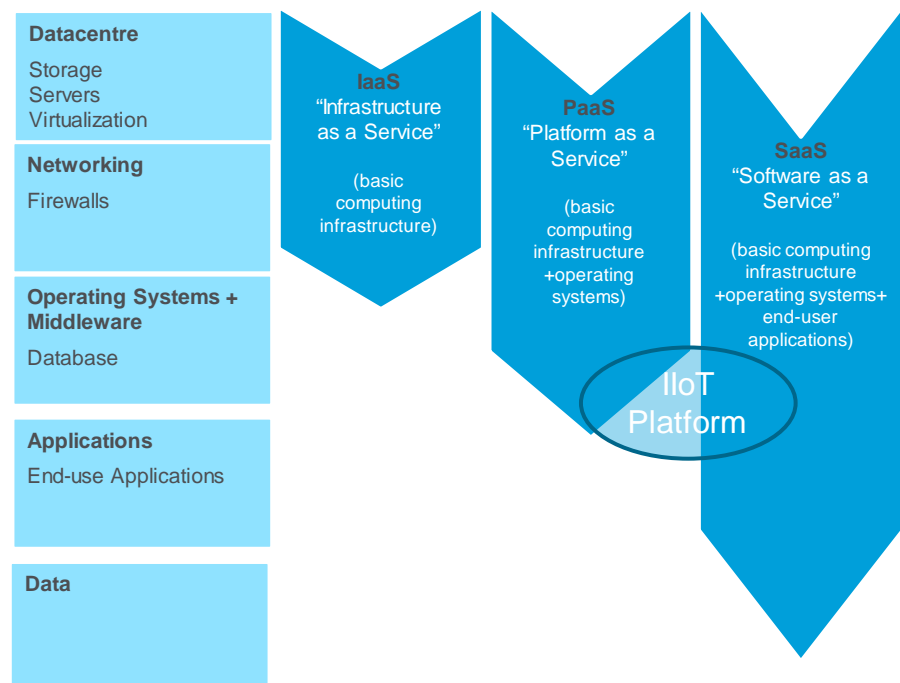 Datacentre
Storage
Servers
Virtualization
Networking
Firewalls
Operating Systems +
Middleware
Database
Applications
End-use Applications
Data
IaaS
“Infrastructure
as a Service”
(basic
computing
infrastructure)
PaaS
“Platform as a
Service”
(basic
computing
infrastructure
+operating
systems)
SaaS
“Software as a
Service”
(basic computing
infrastructure
+operating systems+
end-user
applications)
IIoT
Platform